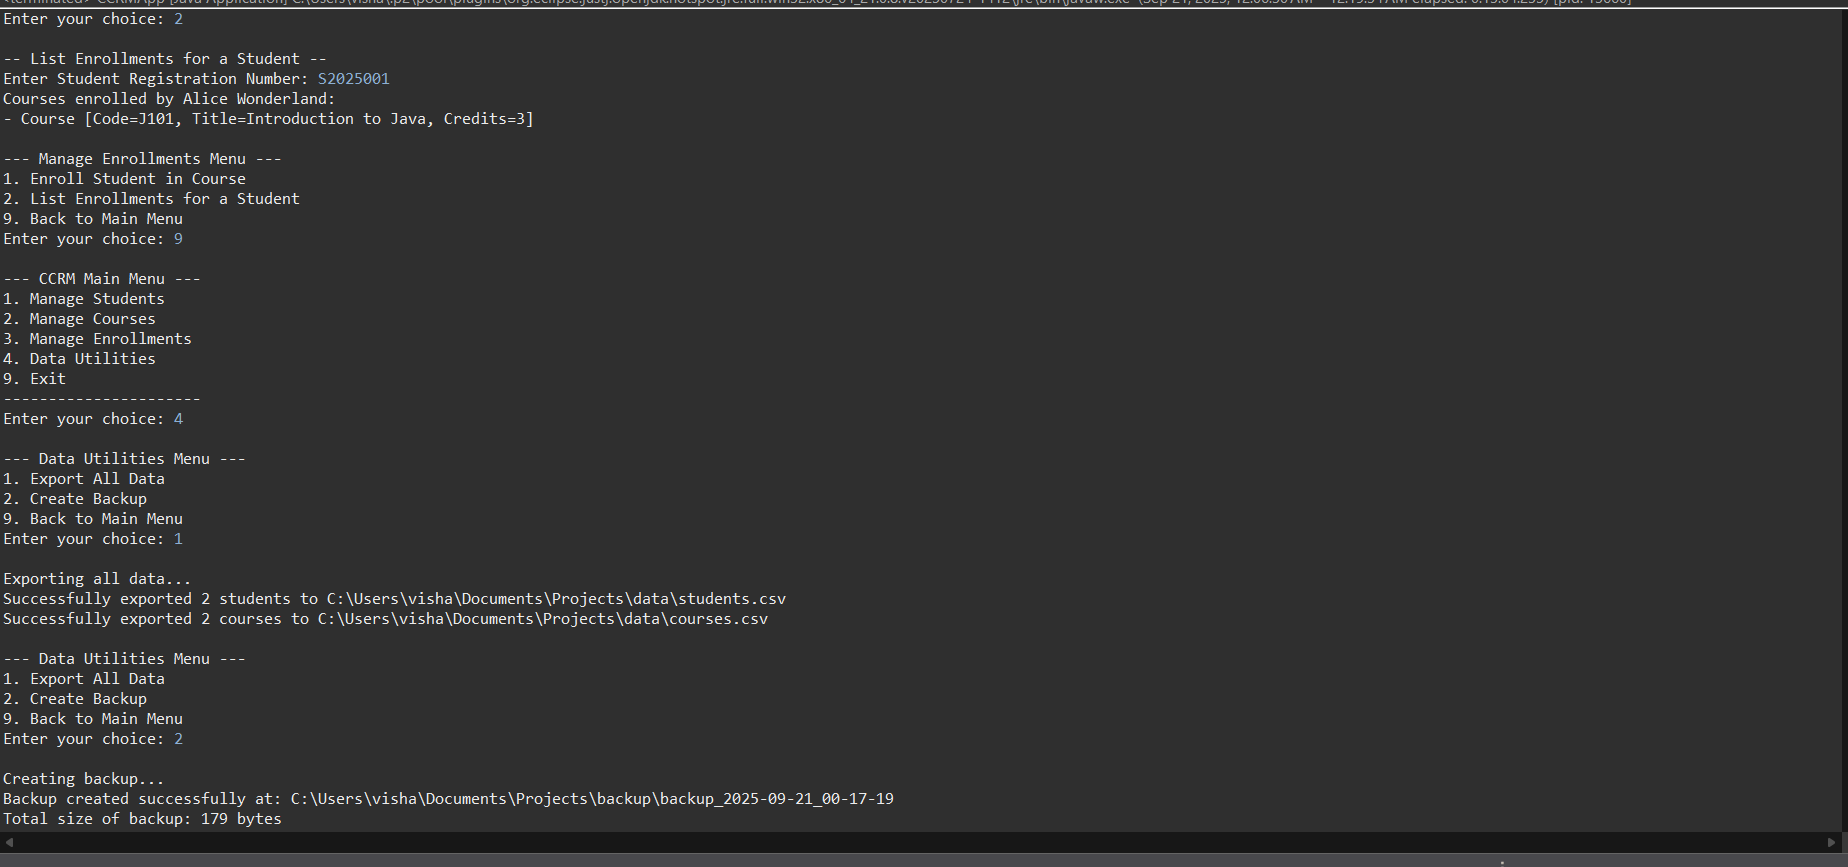 Enter your choice: 2
-- List Enrollments for a Student --
Enter Student Registration Number: S2025001
Courses enrolled by Alice Wonderland:
- Course [Code=J101, Title=Introduction to Java, Credits=3]
--- Manage Enrollments Menu ---
1. Enroll Student in Course
2. List Enrollments for a Student
9. Back to Main Menu
Enter your choice: 9
--- CCRM Main Menu ---
1. Manage Students
2. Manage Courses
3. Manage Enrollments
4. Data Utilities
9. Exit
----------------------
Enter your choice: 4
--- Data Utilities Menu ---
1. Export All Data
2. Create Backup
9. Back to Main Menu
Enter your choice: 1
Exporting all data...
Successfully exported 2 students to C:\Users\visha\Documents\Projects\data\students.csv
Successfully exported 2 courses to C:\Users\visha\Documents\Projects\data\courses.csv
--- Data Utilities Menu ---
1. Export All Data
2. Create Backup
9. Back to Main Menu
Enter your choice: 2
Creating backup...
Backup created successfully at: C:\Users\visha\Documents\Projects\backup\backup_2025-09-21_00-17-19
Total size of backup: 179 bytes